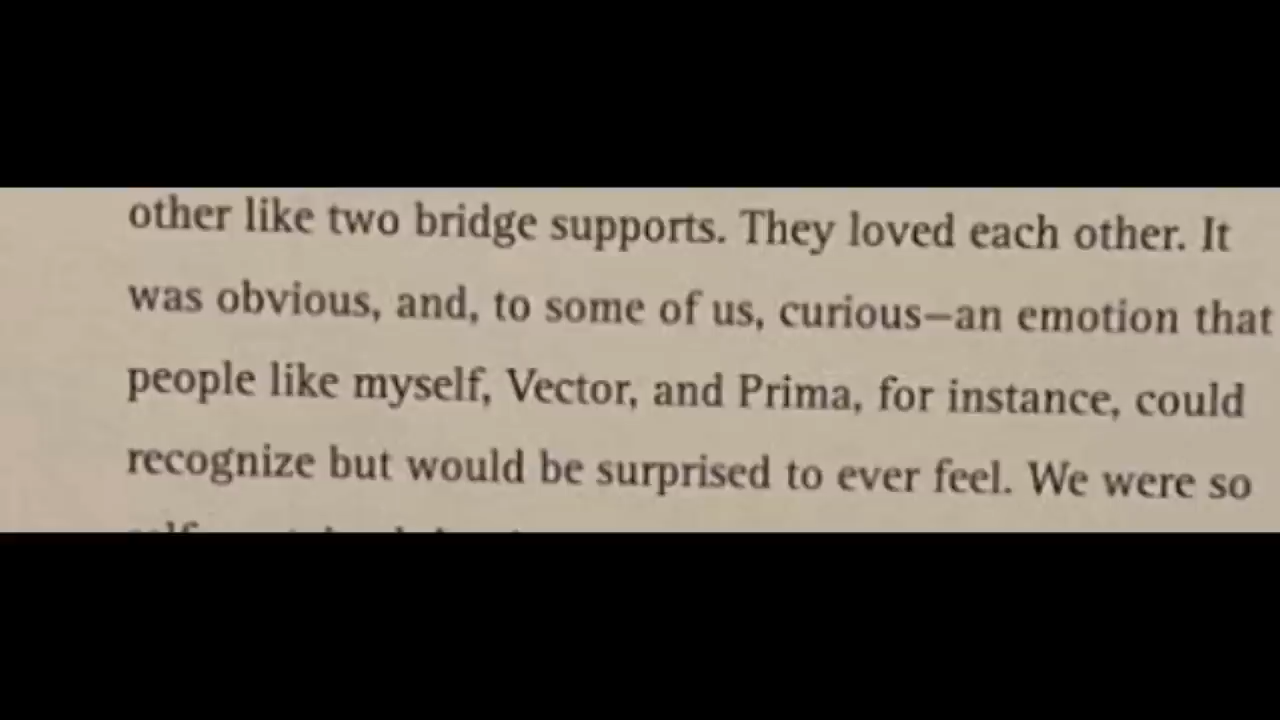 other like two bridge supports. They loved each other. It
was obvious, and, to some of us, curious—an emotion that
people like myself, Vector, and Prima, for instance, could
recognize but would be surprised to ever feel. We were so